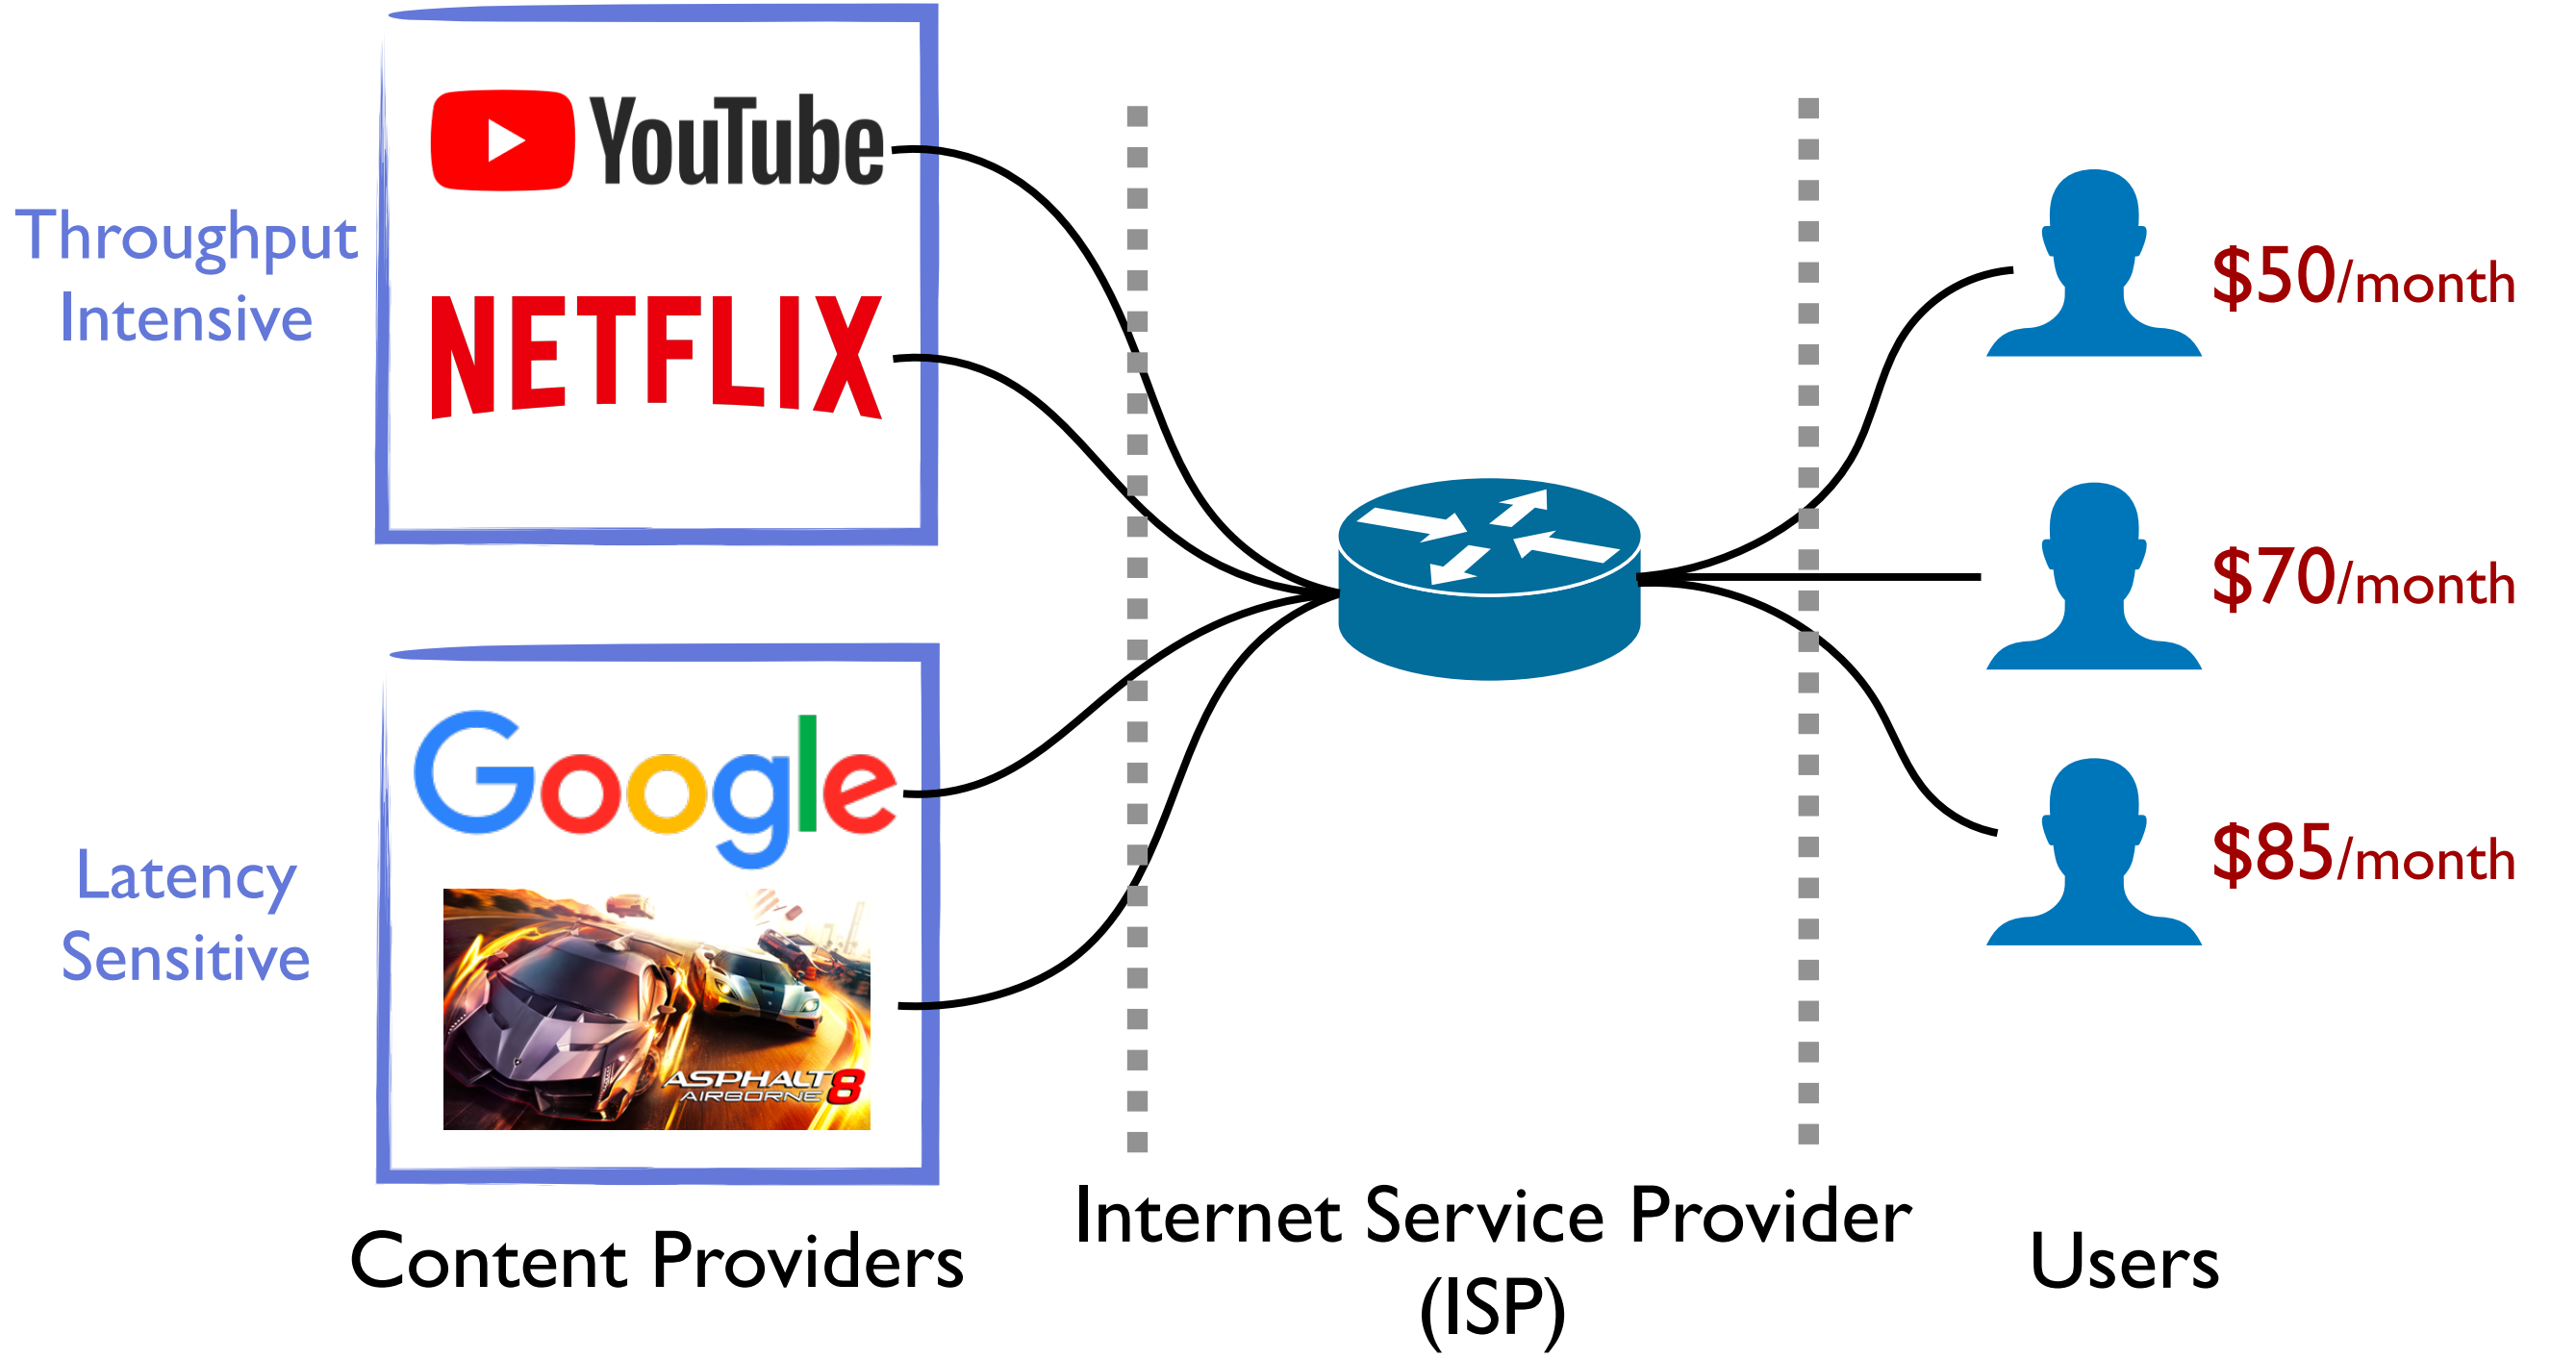 YouTube
Throughput
Intensive
NETFLIX
$50/month
$70/month
Google
Latency
Sensitive
$85/month
ASPHALT 8
AIRBORNE
Content Providers
Internet Service Provider
(ISP)
Users